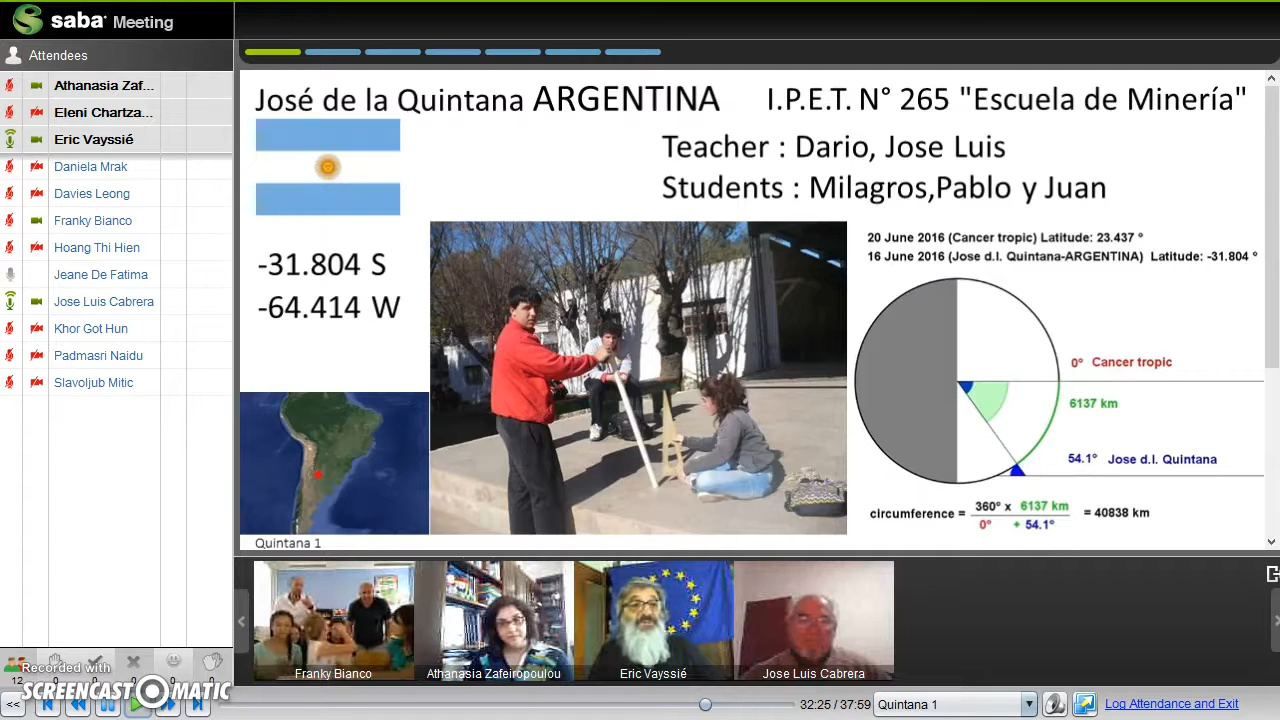 saba Meeting
Attendees
Athanasia Zaf...
Eleni Chartza...
Eric Vayssié
Daniela Mrak
Davies Leong
Franky Bianco
Hoang Thi Hien
Jeane De Fatima
Jose Luis Cabrera
Khor Got Hun
Padmasri Naidu
Slavoljub Mitic
José de la Quintana ARGENTINA
I.P.E.T. N° 265 "Escuela de Minería"
Teacher : Dario, Jose Luis
Students : Milagros,Pablo y Juan
-31.804 S
-64.414 W
20 June 2016 (Cancer tropic) Latitude: 23.437 °
16 June 2016 (Jose d.l. Quintana-ARGENTINA) Latitude: -31.804 °
0° Cancer tropic
6137 km
54.1° Jose d.l. Quintana
circumference = 360° x 6137 km = 40838 km
0° + 54.1°
Quintana 1
Franky Bianco
Athanasia Zafeiropoulou
Eric Vayssié
Jose Luis Cabrera
Recorded with
SCREENCAST-O-MATIC
<<
32:25 / 37:59
Quintana 1
Log Attendance and Exit